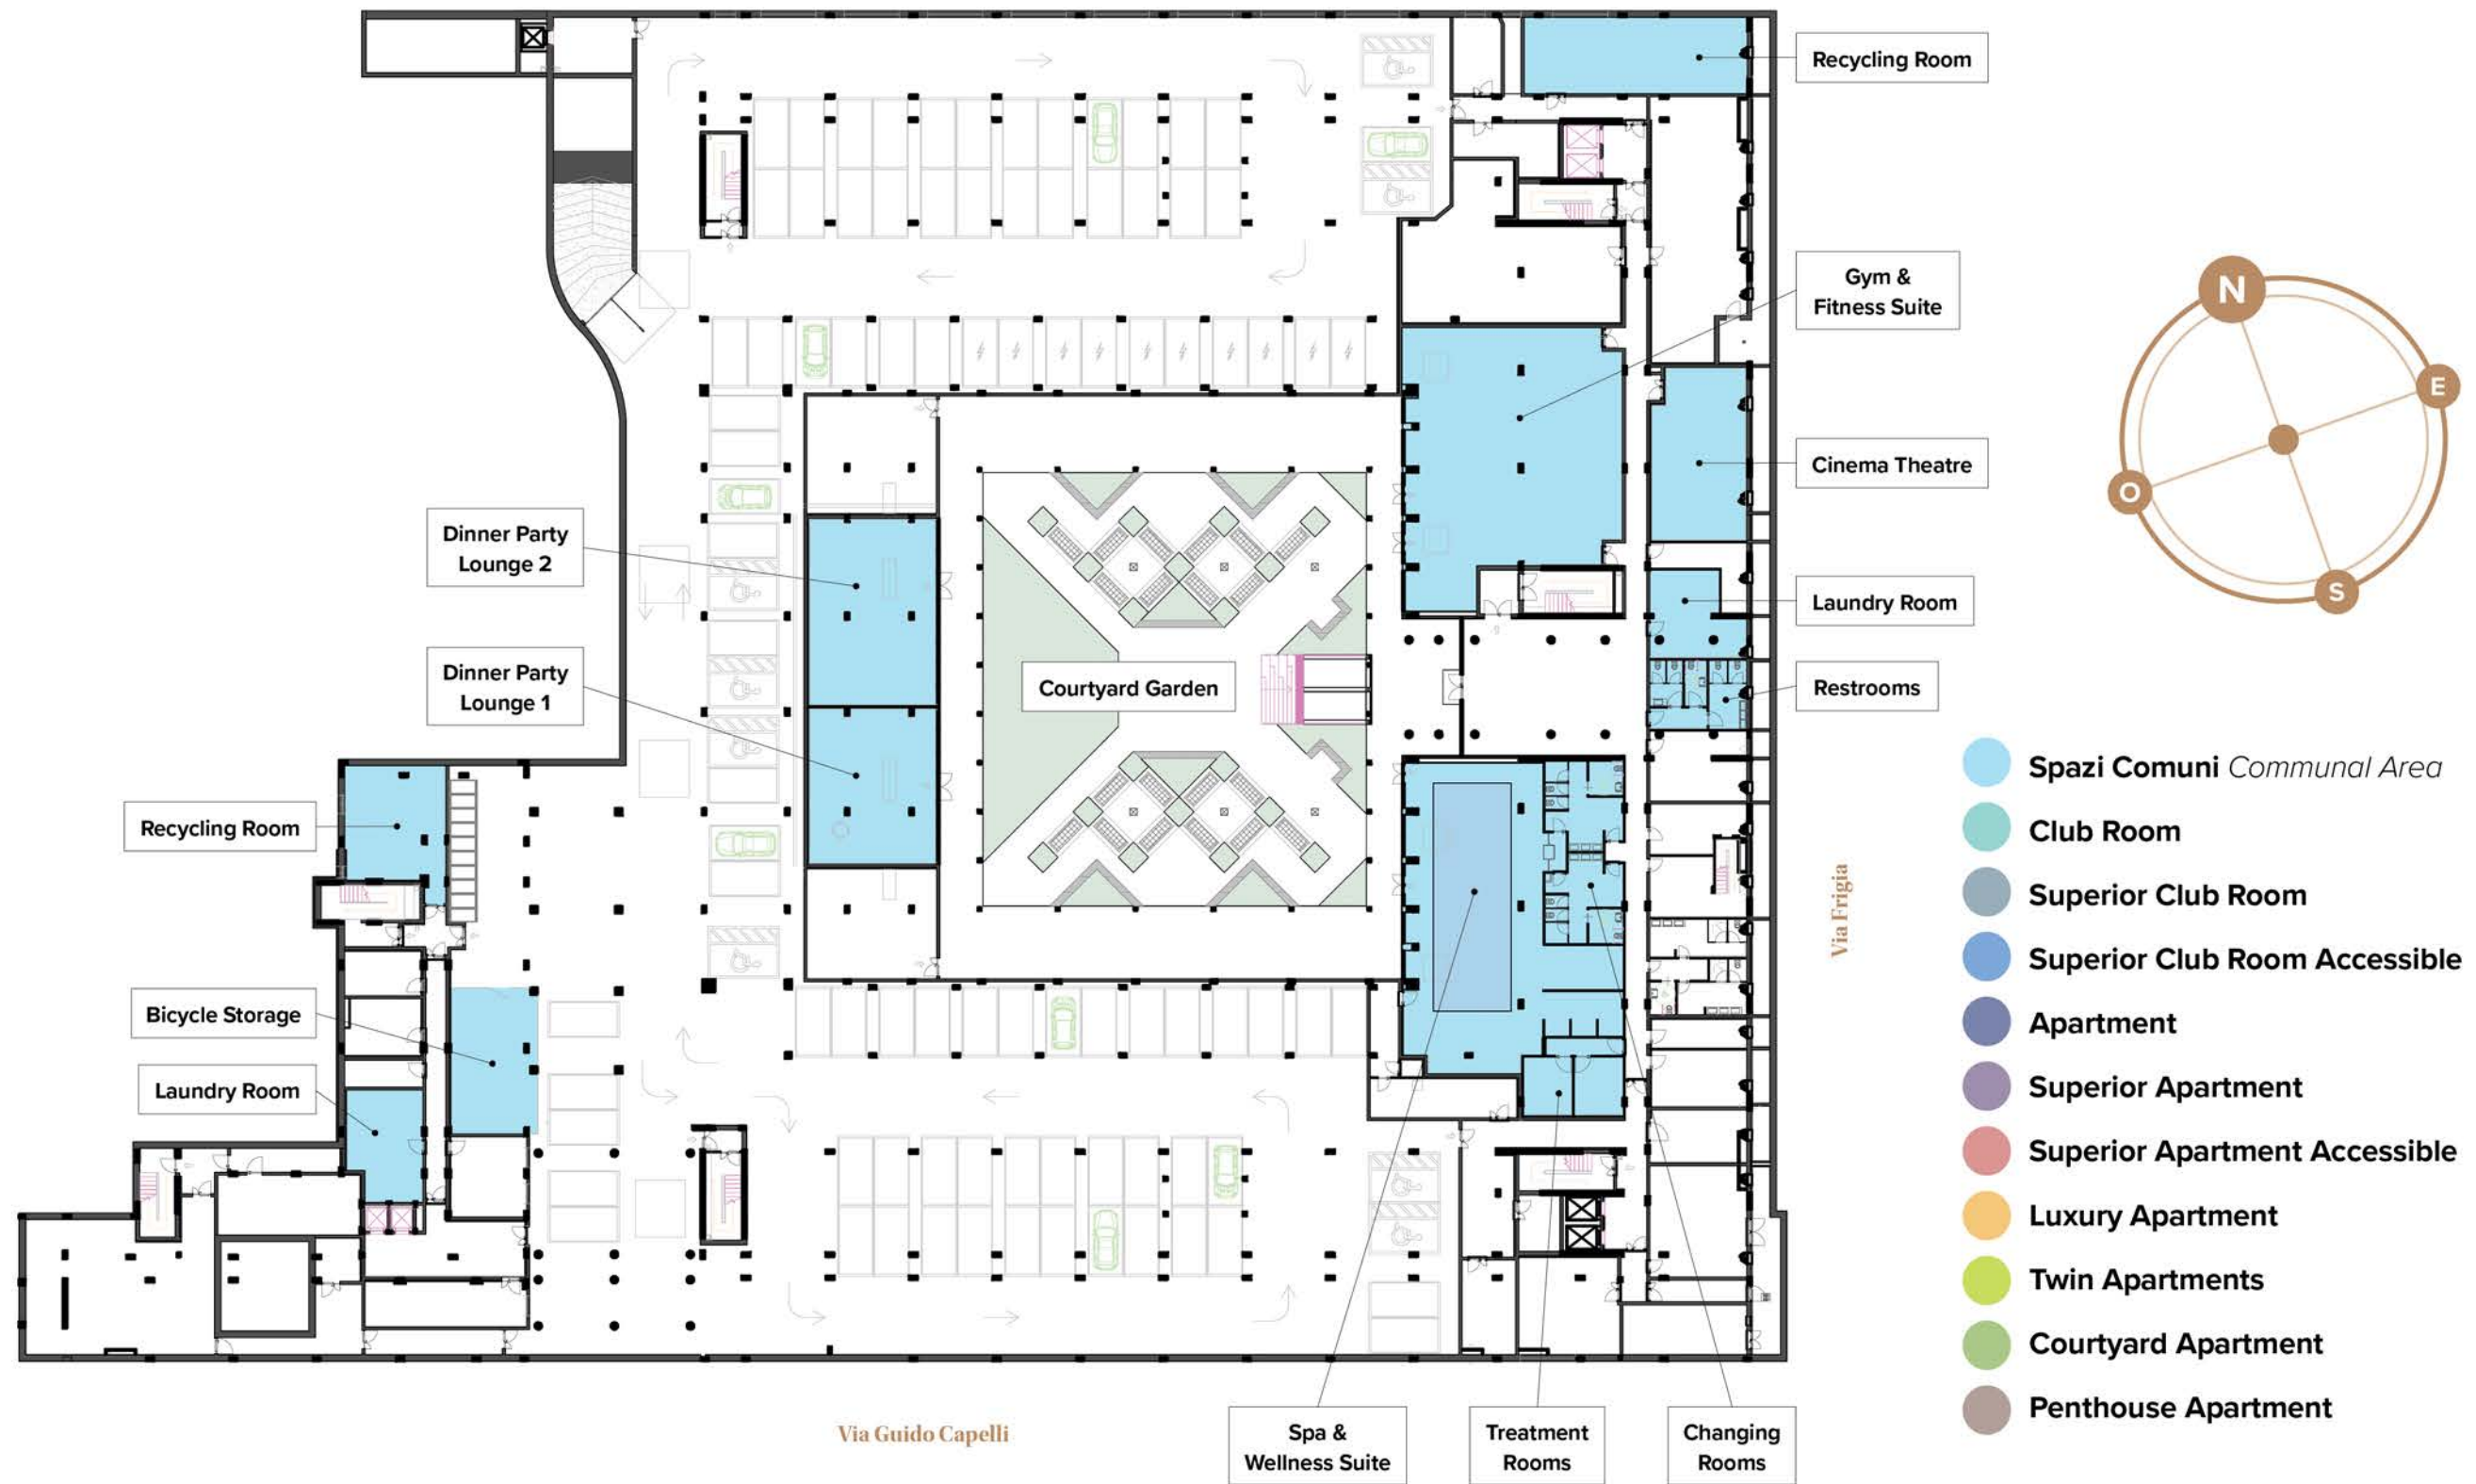 Recycling Room
Gym &
Fitness Suite
Cinema Theatre
Laundry Room
Restrooms
Dinner Party
Lounge 2
Dinner Party
Lounge 1
Courtyard Garden
Recycling Room
Bicycle Storage
Laundry Room
Via Frigia
Via Guido Capelli
Spa &
Wellness Suite
Treatment
Rooms
Changing
Rooms
N
E
O
S
Spazi Comuni Communal Area
Club Room
Superior Club Room
Superior Club Room Accessible
Apartment
Superior Apartment
Superior Apartment Accessible
Luxury Apartment
Twin Apartments
Courtyard Apartment
Penthouse Apartment